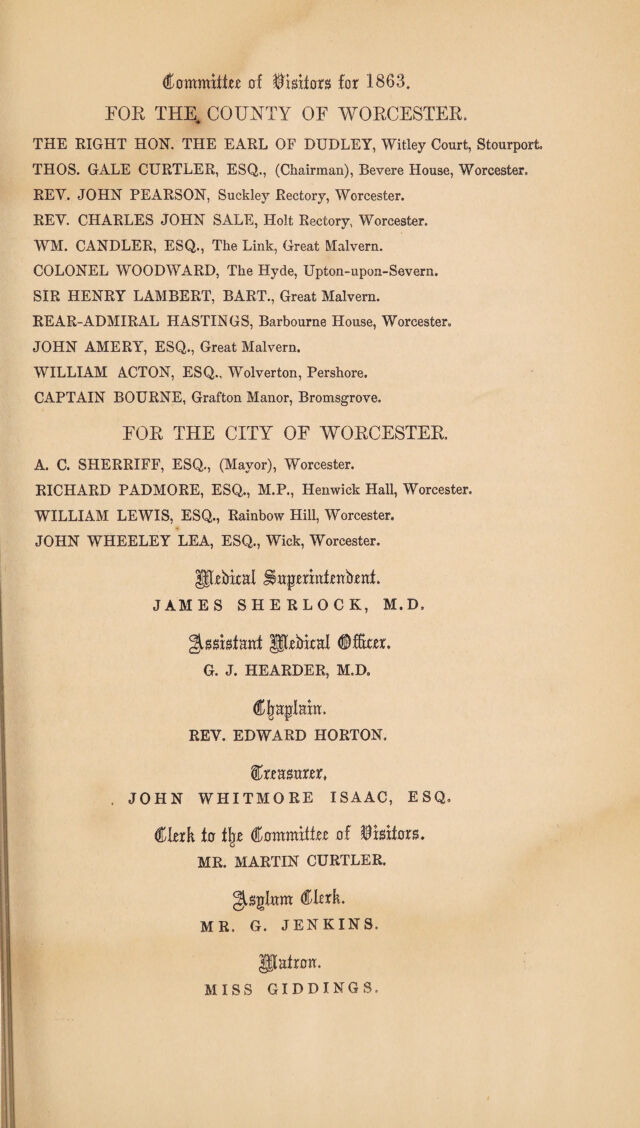 Committee of Visitors for 1863.
FOR THE COUNTY OF WORCESTER.
THE RIGHT HON. THE EARL OF DUDLEY, Witley Court, Stourport.
THOS. GALE CURTLER, ESQ., (Chairman), Bevere House, Worcester.
REV. JOHN PEARSON, Suckley Rectory, Worcester.
REV. CHARLES JOHN SALE, Holt Rectory, Worcester.
WM. CANDLER, ESQ., The Link, Great Malvern.
COLONEL WOODWARD, The Hyde, Upton-upon-Severn.
SIR HENRY LAMBERT, BART., Great Malvern.
REAR-ADMIRAL HASTINGS, Barbourne House, Worcester.
JOHN AMERY, ESQ., Great Malvern.
WILLIAM ACTON, ESQ., Wolverton, Pershore.
CAPTAIN BOURNE, Grafton Manor, Bromsgrove.
FOR THE CITY OF WORCESTER.
A. C. SHERRIFF, ESQ., (Mayor), Worcester.
RICHARD PADMORE, ESQ., M.P., Henwick Hall, Worcester.
WILLIAM LEWIS, ESQ., Rainbow Hill, Worcester.
JOHN WHEELEY LEA, ESQ., Wick, Worcester.
Medical Superintendent.
JAMES SHERLOCK, M.D.
Assistant Medical Officer.
G. J. HEARDER, M.D.
Chaplain.
REV. EDWARD HORTON.
Treasurer.
JOHN WHITMORE ISAAC, ESQ.
Clerk to the Committee of Visitors.
MR. MARTIN CURTLER.
Asylum Clerk.
MR. G. JENKINS.
Matron.
MISS GIDDINGS.